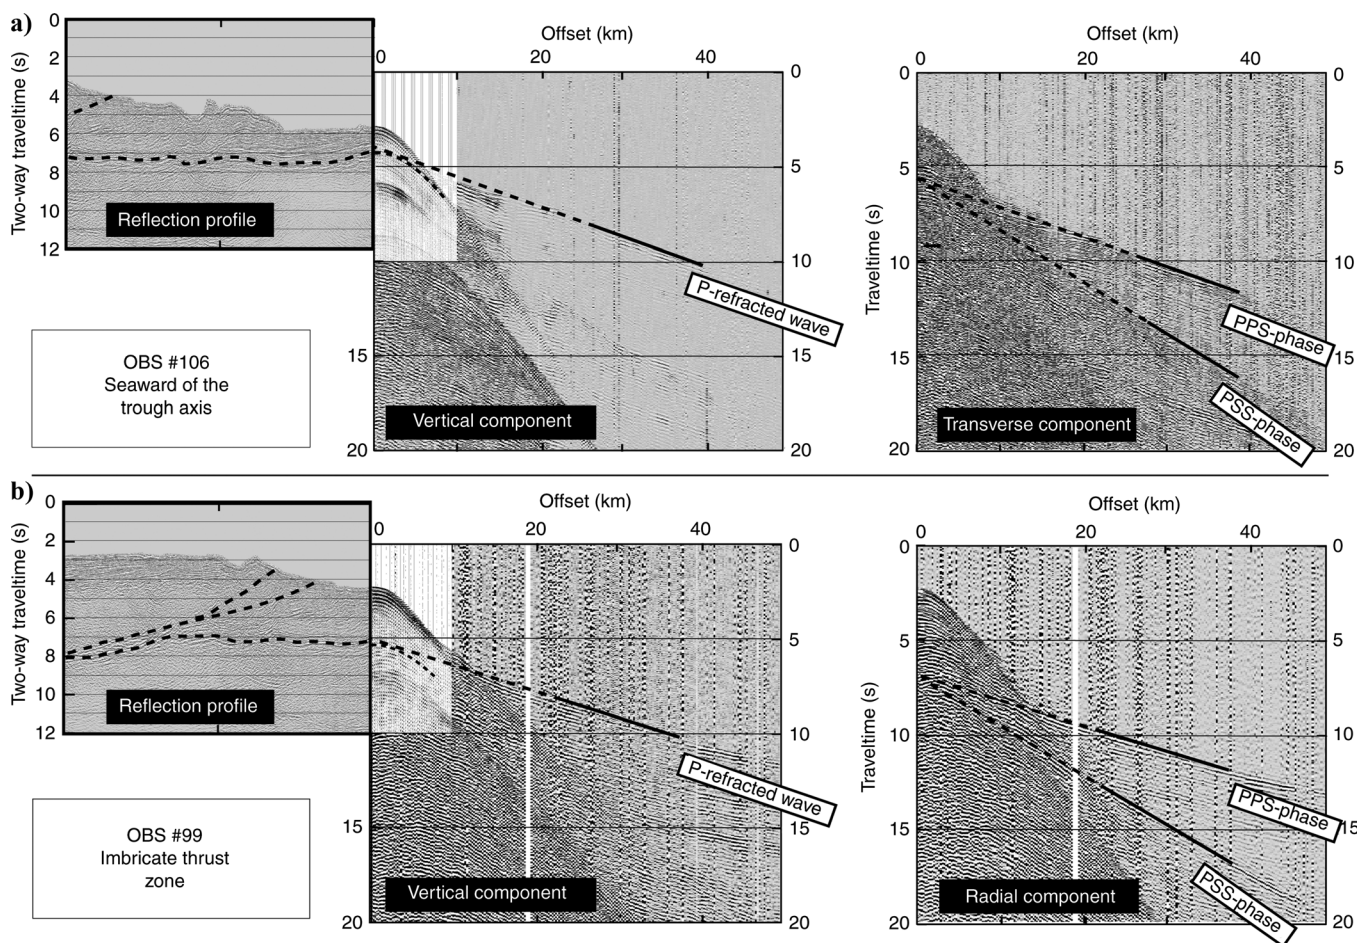 a)
Offset (km)
Offset (km)
0
20
40
0
20
40
0
2
4
6
8
10
12
Two-way traveltime (s)
Reflection profile
0
5
10
15
20
15
20
P-refracted wave
Vertical component
OBS #106
Seaward of the
trough axis
Traveltime (s)
0
5
10
15
20
0
5
10
15
20
PPS-phase
PSS-phase
Transverse component
b)
Offset (km)
Offset (km)
0
20
40
0
20
40
0
2
4
6
8
10
12
Two-way traveltime (s)
Reflection profile
0
5
10
15
20
15
20
P-refracted wave
Vertical component
OBS #99
Imbricate thrust
zone
Traveltime (s)
0
5
10
15
20
0
5
10
15
20
PPS-phase
PSS-phase
Radial component